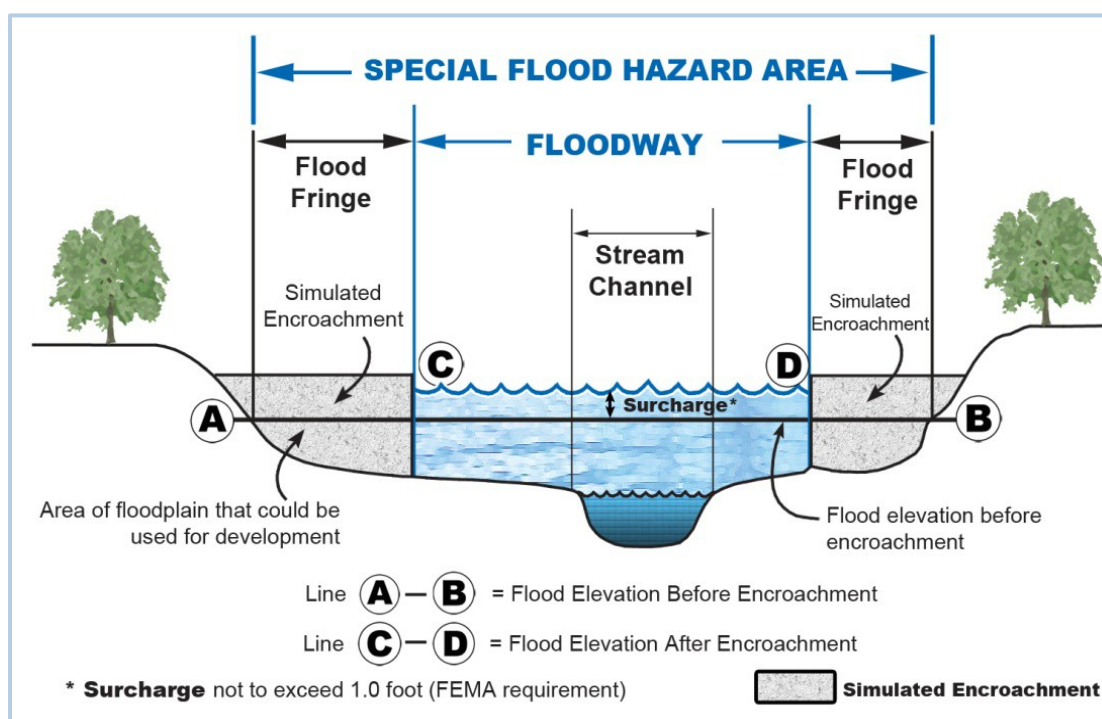 SPECIAL FLOOD HAZARD AREA
FLOODWAY
Flood
Fringe
Flood
Fringe
Stream
Channel
Simulated
Encroachment
Simulated
Encroachment
C
D
Surcharge*
A
B
Area of floodplain that could be
used for development
Flood elevation before
encroachment
Line A – B = Flood Elevation Before Encroachment
Line C – D = Flood Elevation After Encroachment
* Surcharge not to exceed 1.0 foot (FEMA requirement)
Simulated Encroachment